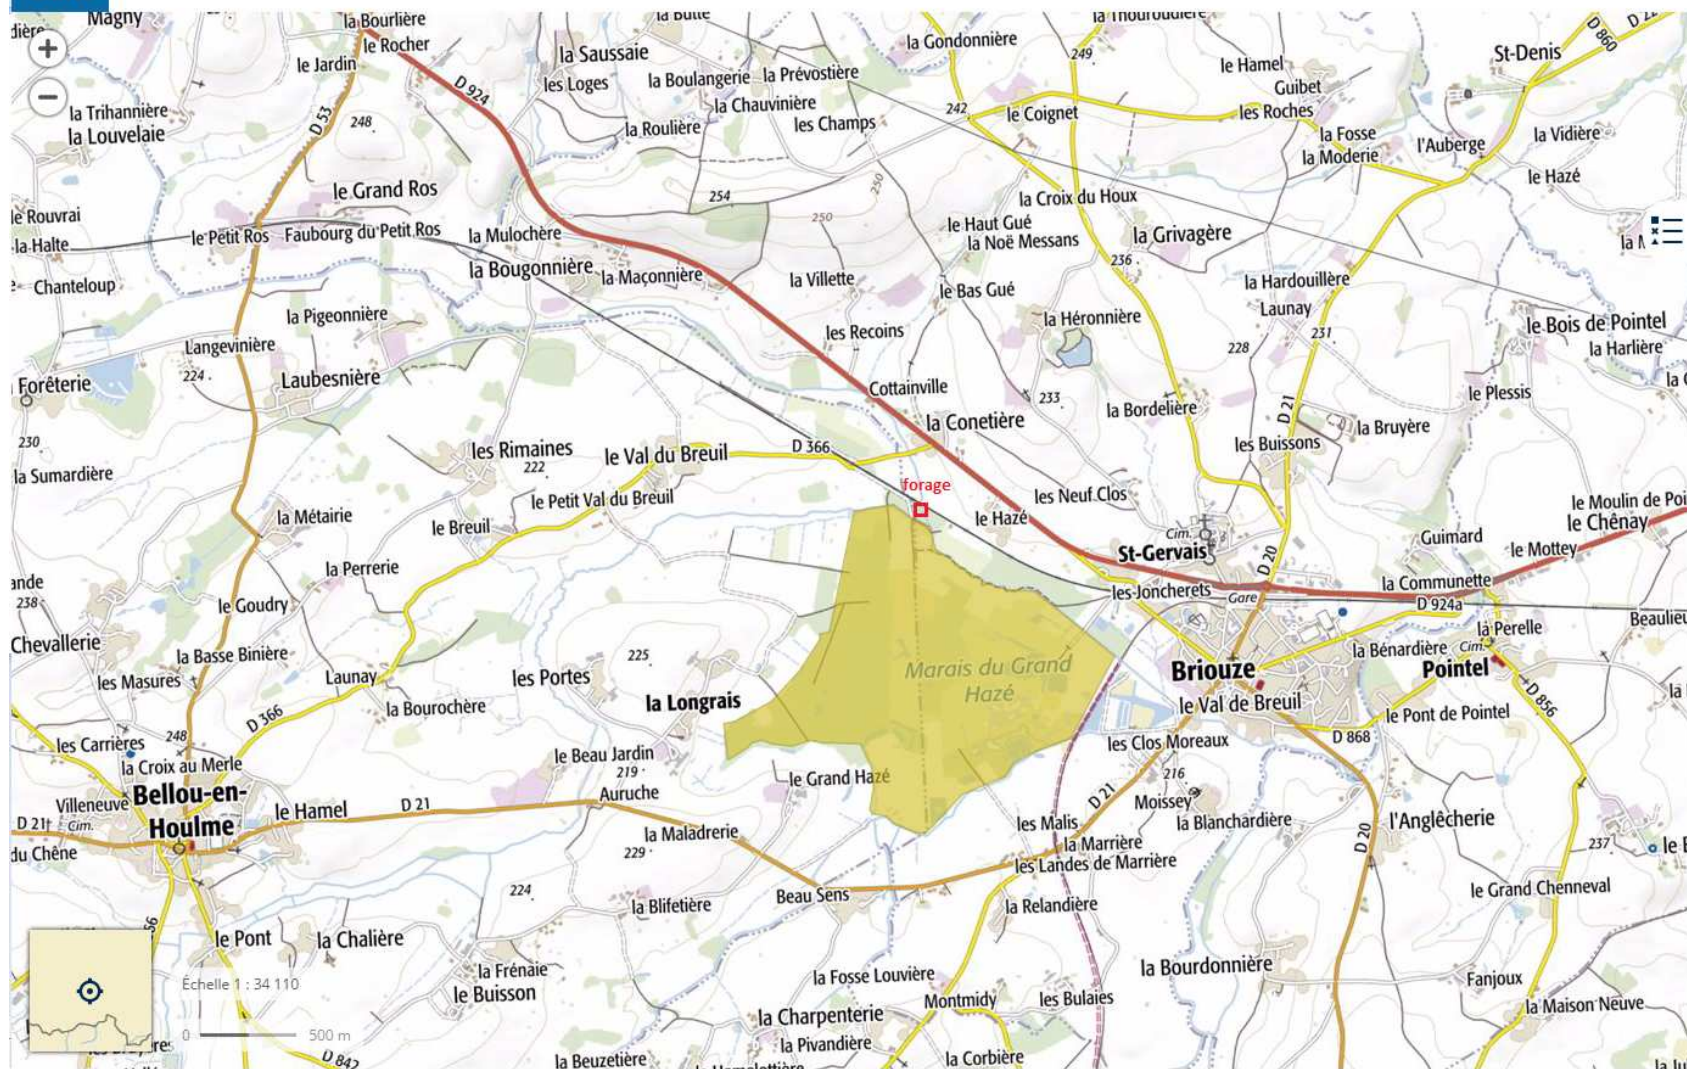 Magny
la Bourlière
la Butte
la Thouroudière
D 860
D 22
le Rocher
la Gondonnière
249
St-Denis
la Saussaie
le Jardin
la Boulangerie
la Prévostière
le Hamel
les Loges
Guibet
D 924
la Trihannière
la Chauvinière
242
le Coignet
les Roches
D 53
248
la Roulière
les Champs
la Fosse
la Vidière
la Louvelaie
l'Auberge
la Moderie
le Hazé
250
le Grand Ros
254
la Croix du Houx
le Rouvrai
250
le Haut Gué
la Halte
le Petit Ros
Faubourg du Petit Ros
la Mulochère
la Noë Messans
la Grivagère
236
la Bougonnière
la Maçonnière
la Villette
la Hardouillère
Chanteloup
le Bas Gué
Launay
la Pigeonnière
la Héronnière
le Bois de Pointel
les Recoins
231
Langevinière
228
la Harlière
224
Forêterie
Laubesnière
Cottainville
233
D 21
le Plessis
la Bordelière
la Conetière
la Bruyère
230
les Rimaines
le Val du Breuil
D 366
les Buissons
222
la Sumardière
forage
le Petit Val du Breuil
les Neuf Clos
le Moulin de Poi
la Métairie
le Breuil
le Hazé
le Chênay
Cim.
Guimard
St-Gervais
D 20
le Mottey
la Perrerie
ande
la Communette
238
le Goudry
les Joncherets
Gare
D 924a
Beaulieu
Chevallerie
la Perelle
la Basse Binière
225
la Bénardière
Cim.
Marais du Grand
Hazé
Briouze
Pointel
les Masures
Launay
les Portes
la Longrais
le Val de Breuil
D 856
D 366
la Bourochère
le Pont de Pointel
248
les Carrières
D 868
les Clos Moreaux
la Croix au Merle
le Beau Jardin
219
le Grand Hazé
216
Bellou-en-
Houlme
Villeneuve
Auruche
D 21
Moissey
D 21
le Hamel
D 21
Cim.
les Malis
la Blanchardière
l'Anglêcherie
la Maladrerie
la Marrière
D 20
du Chêne
229
les Landes de Marrière
237
224
Beau Sens
le Grand Chenneval
la Blifetière
la Relandière
le Pont
la Chalière
la Frénaie
la Fosse Louvière
la Bourdonnière
Fanjoux
Échelle 1 : 34 110
le Buisson
Montmidy
les Bulaies
la Maison Neuve
la Charpenterie
0
500 m
la Pivandière
D 842
la Beuzetière
la Corbière